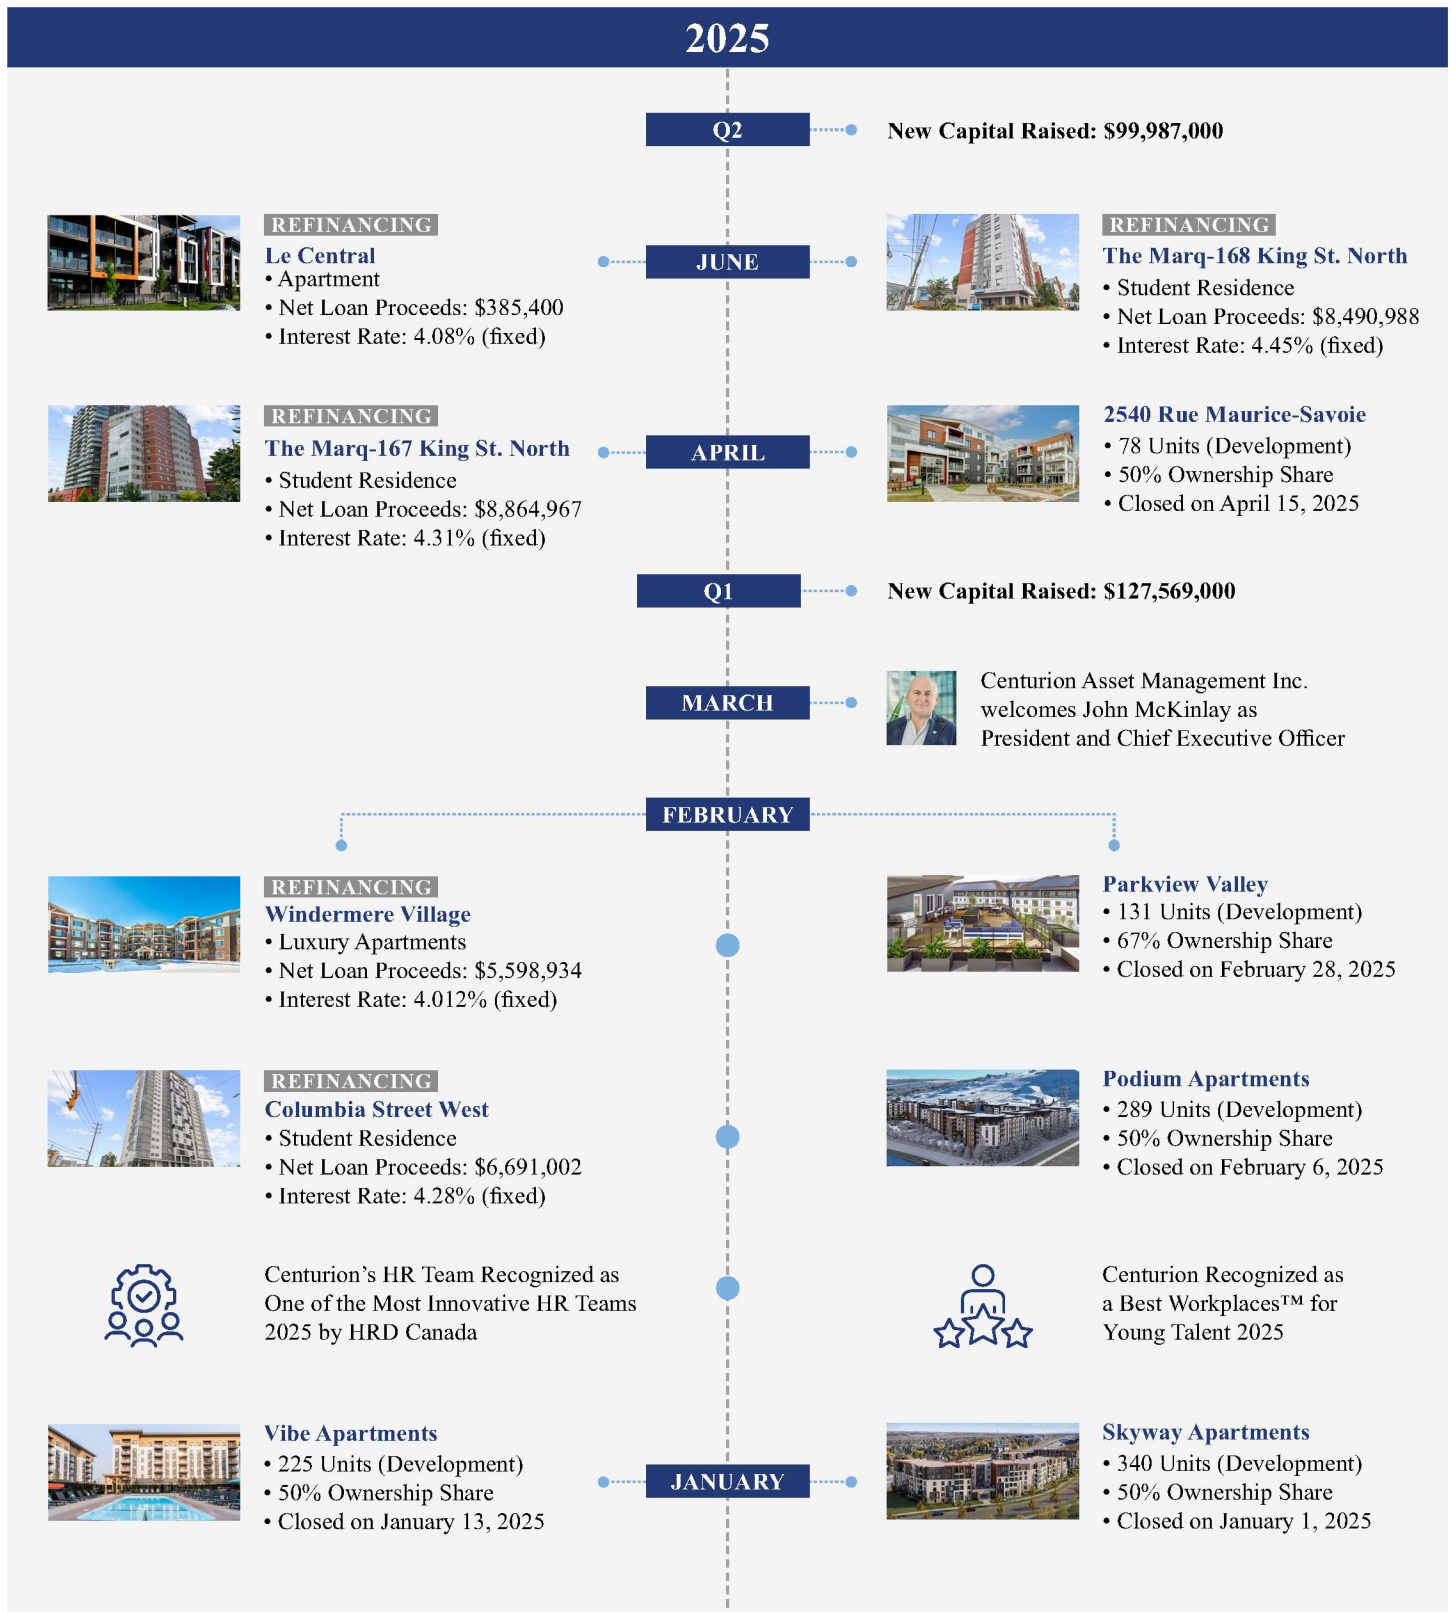 2025
Q2
New Capital Raised: $99,987,000
REFINANCING
Le Central
• Apartment
• Net Loan Proceeds: $385,400
• Interest Rate: 4.08% (fixed)
JUNE
REFINANCING
The Marq-168 King St. North
• Student Residence
• Net Loan Proceeds: $8,490,988
• Interest Rate: 4.45% (fixed)
REFINANCING
The Marq-167 King St. North
• Student Residence
• Net Loan Proceeds: $8,864,967
• Interest Rate: 4.31% (fixed)
APRIL
2540 Rue Maurice-Savoie
• 78 Units (Development)
• 50% Ownership Share
• Closed on April 15, 2025
Q1
New Capital Raised: $127,569,000
MARCH
Centurion Asset Management Inc.
welcomes John McKinlay as
President and Chief Executive Officer
FEBRUARY
REFINANCING
Windermere Village
• Luxury Apartments
• Net Loan Proceeds: $5,598,934
• Interest Rate: 4.012% (fixed)
Parkview Valley
• 131 Units (Development)
• 67% Ownership Share
• Closed on February 28, 2025
REFINANCING
Columbia Street West
• Student Residence
• Net Loan Proceeds: $6,691,002
• Interest Rate: 4.28% (fixed)
Podium Apartments
• 289 Units (Development)
• 50% Ownership Share
• Closed on February 6, 2025
Centurion’s HR Team Recognized as
One of the Most Innovative HR Teams
2025 by HRD Canada
Centurion Recognized as
a Best Workplaces™ for
Young Talent 2025
Vibe Apartments
• 225 Units (Development)
• 50% Ownership Share
• Closed on January 13, 2025
JANUARY
Skyway Apartments
• 340 Units (Development)
• 50% Ownership Share
• Closed on January 1, 2025